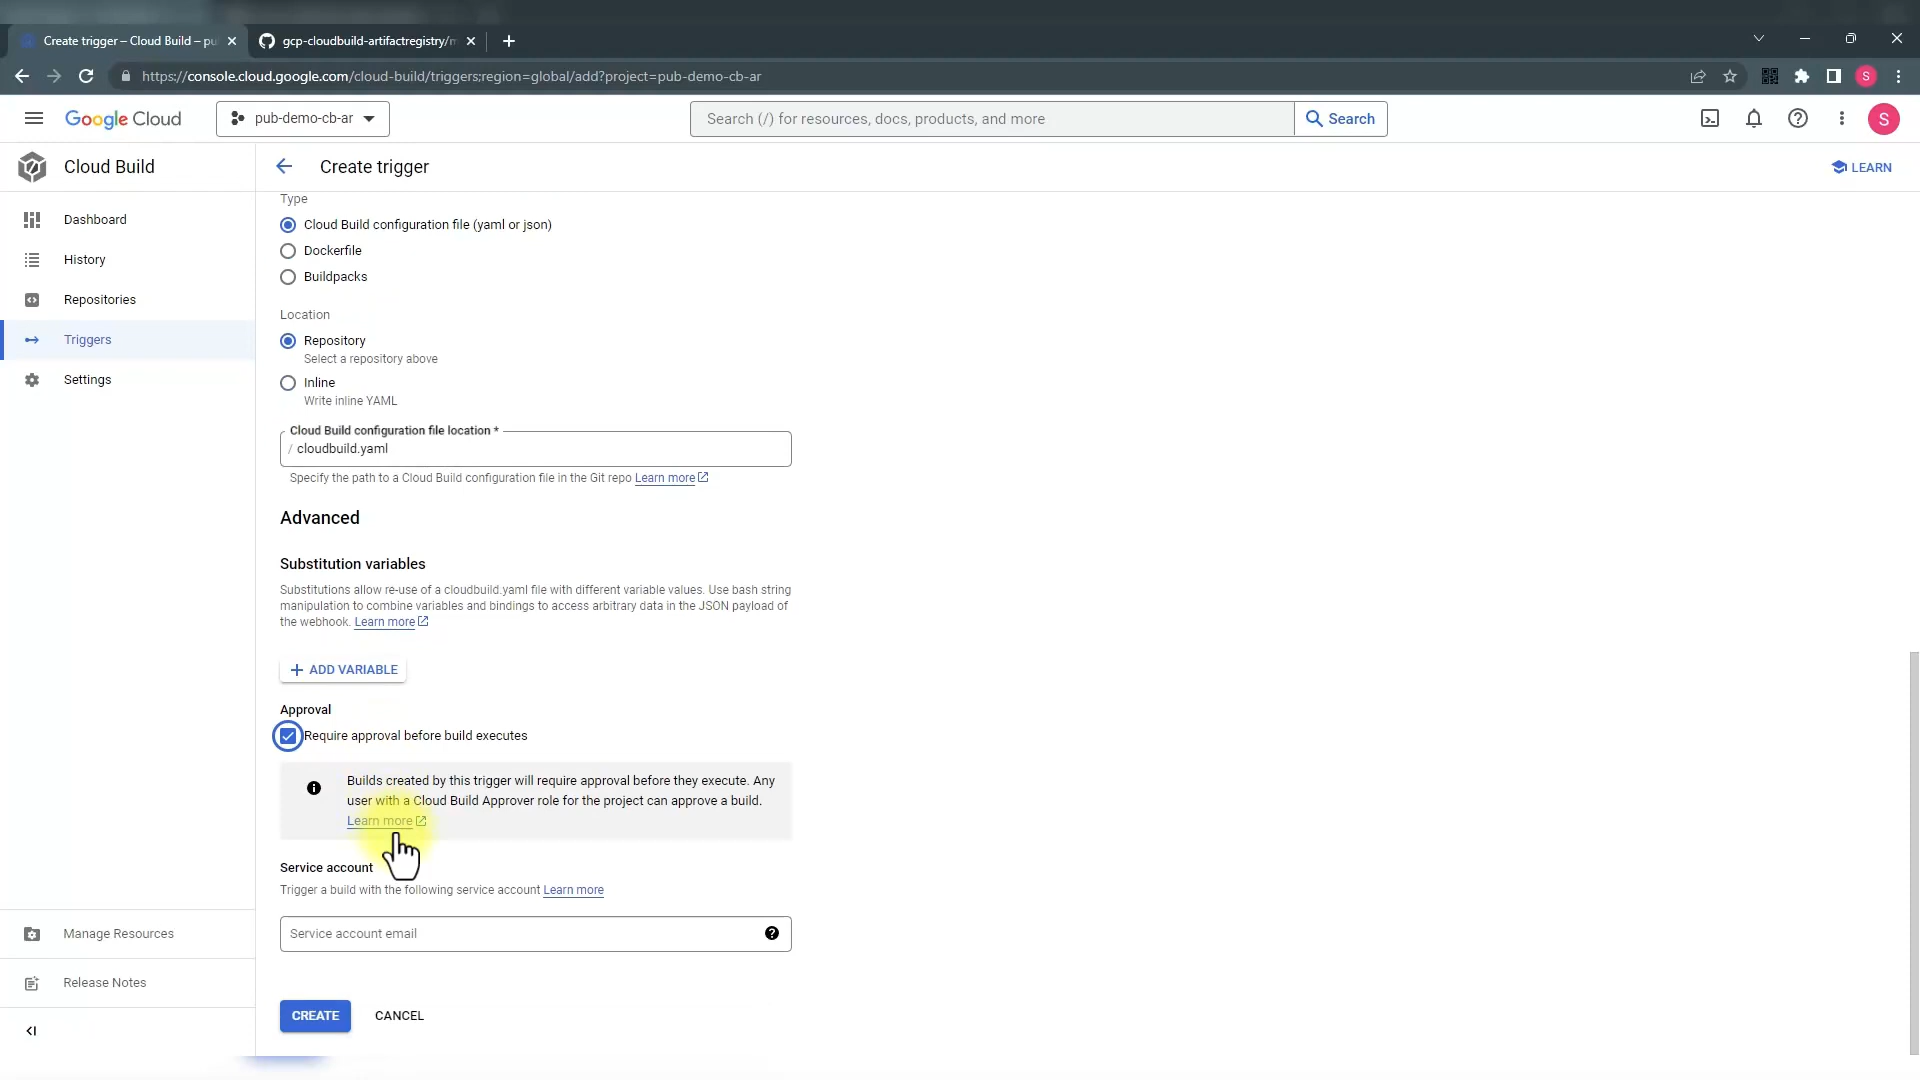 Create trigger – Cloud Build – pu
gcp-cloudbuild-artifactregistry/m
https://console.cloud.google.com/cloud-build/triggers;region=global/add?project=pub-demo-cb-ar
S
Google Cloud
pub-demo-cb-ar
Search (/) for resources, docs, products, and more
Search
S
Cloud Build
Create trigger
LEARN
Dashboard
History
Repositories
Triggers
Settings
Manage Resources
Release Notes
Type
Cloud Build configuration file (yaml or json)
Dockerfile
Buildpacks
Location
Repository
Select a repository above
Inline
Write inline YAML
Cloud Build configuration file location *
/ cloudbuild.yaml
Specify the path to a Cloud Build configuration file in the Git repo Learn more
Advanced
Substitution variables
Substitutions allow re-use of a cloudbuild.yaml file with different variable values. Use bash string
manipulation to combine variables and bindings to access arbitrary data in the JSON payload of
the webhook. Learn more
ADD VARIABLE
Approval
Require approval before build executes
Builds created by this trigger will require approval before they execute. Any
user with a Cloud Build Approver role for the project can approve a build.
Learn more
Service account
Trigger a build with the following service account Learn more
Service account email
CREATE
CANCEL